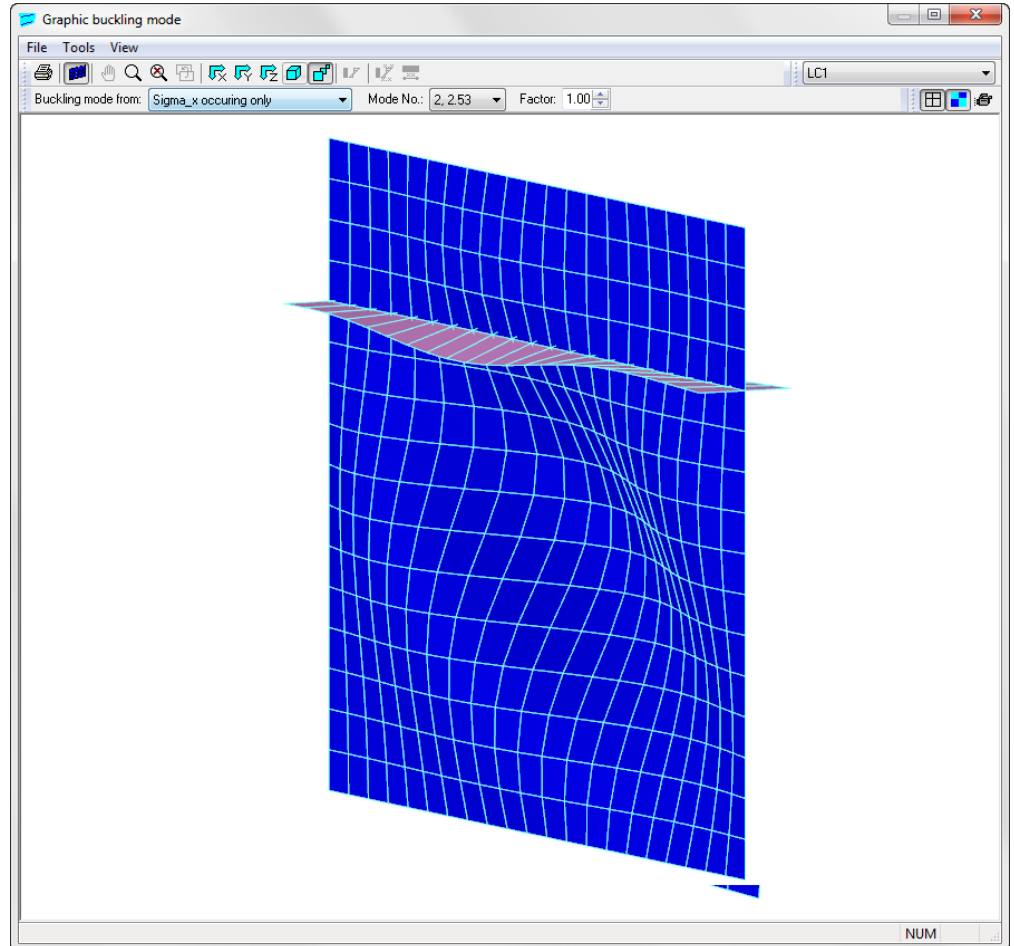 Graphic buckling mode
File Tools View
LC1
Buckling mode from: Sigma_x occuring only Mode No.: 2, 2.53 Factor: 1.00
NUM